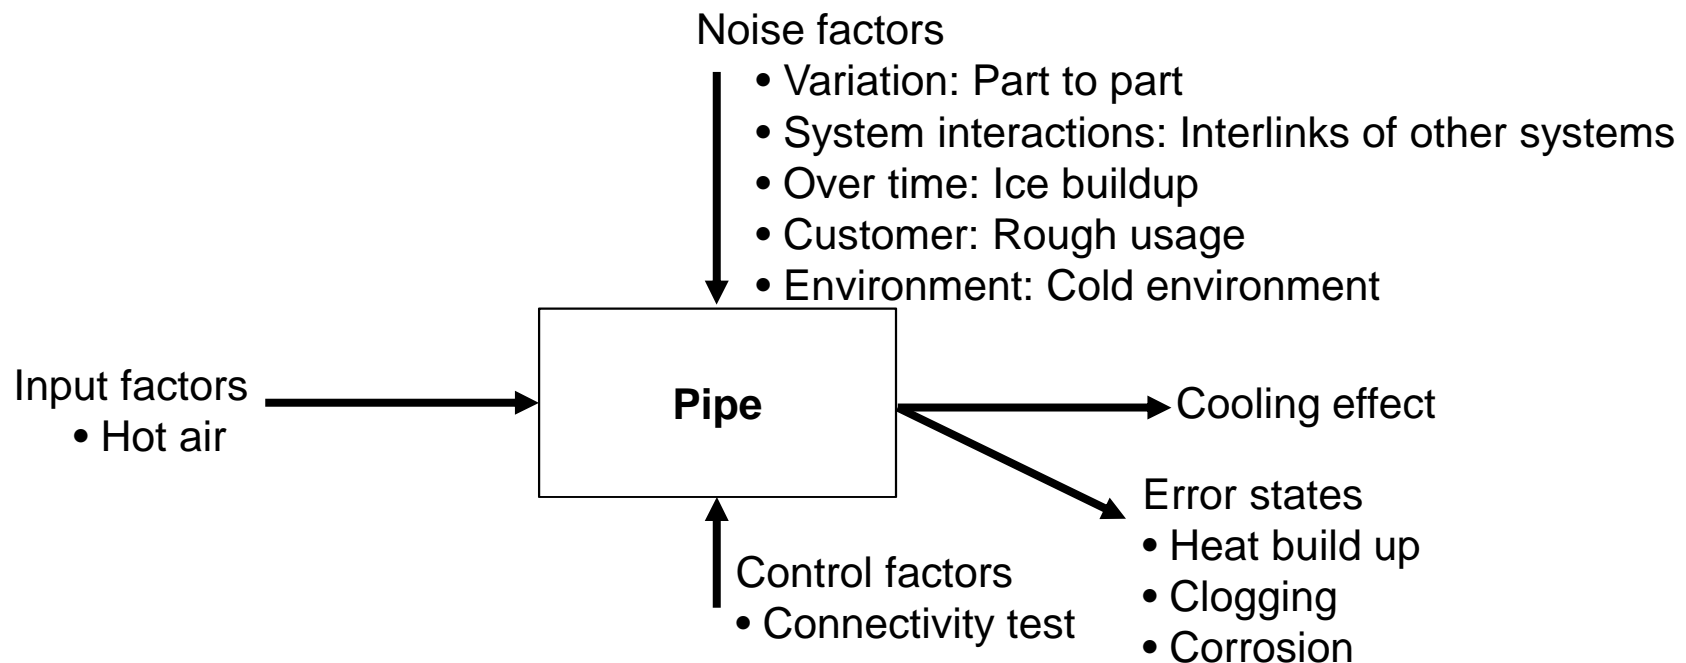 Noise factors
• Variation: Part to part
• System interactions: Interlinks of other systems
• Over time: Ice buildup
• Customer: Rough usage
• Environment: Cold environment
Input factors
• Hot air
Pipe
Cooling effect
Error states
• Heat build up
• Clogging
• Corrosion
Control factors
• Connectivity test